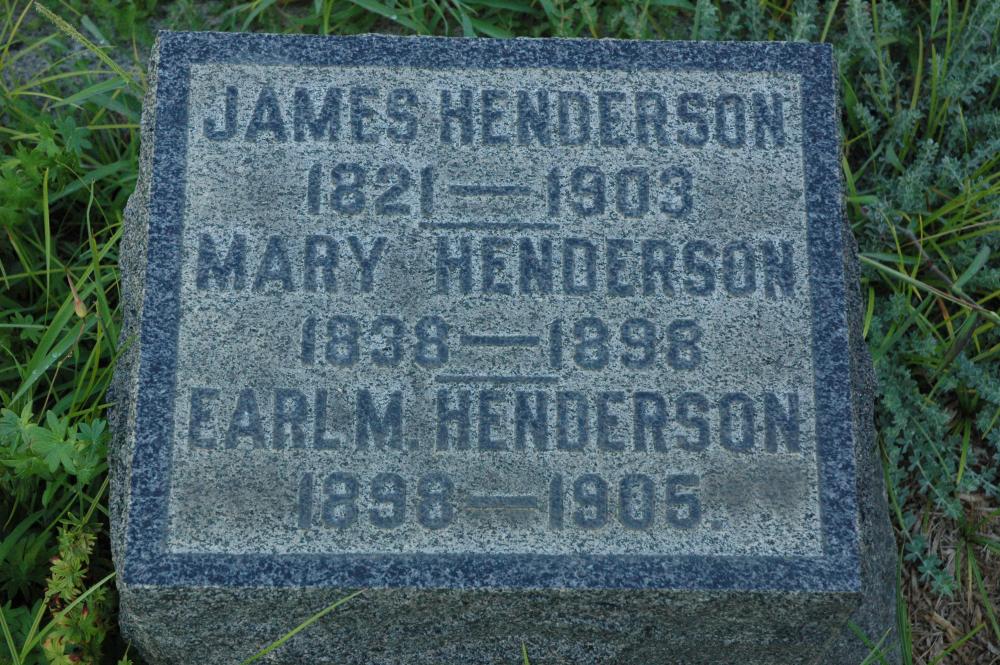 JAMES HENDERSON
1821 — 1903
MARY HENDERSON
1838 — 1898
EARL M. HENDERSON
1898 — 1905.